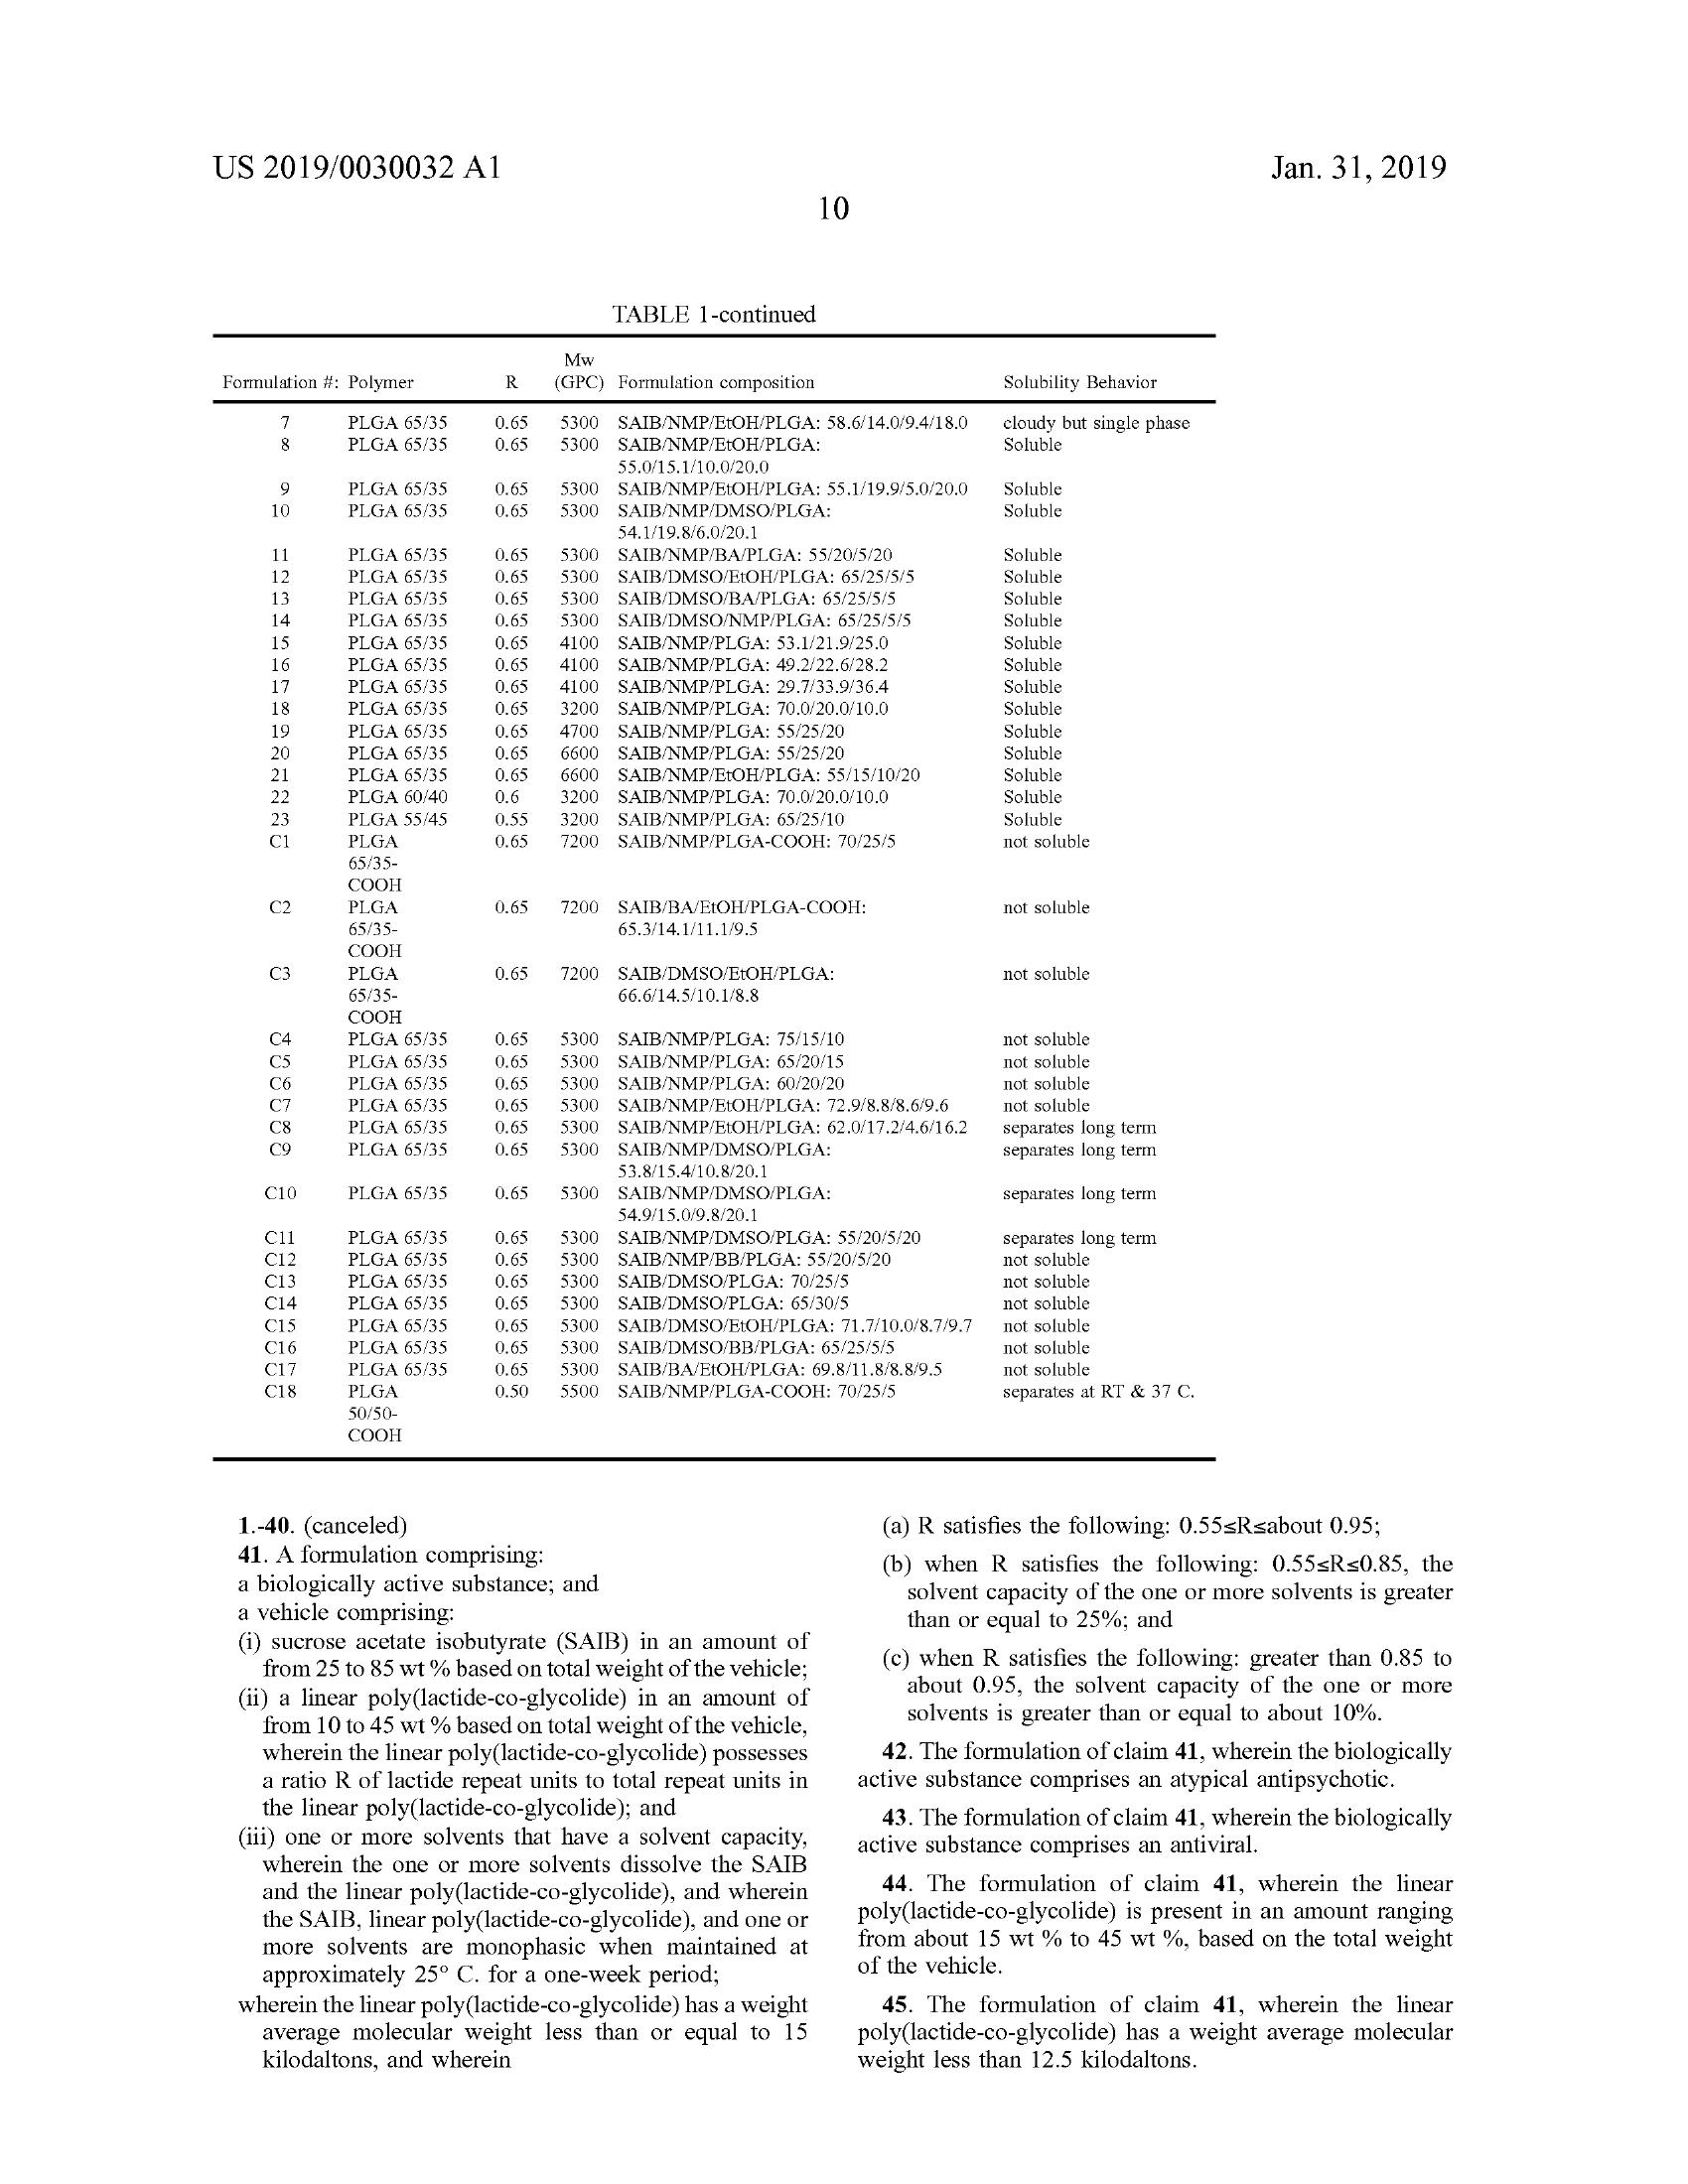 US 2019/0030032 A1
Jan. 31, 2019
10
TABLE 1-continued
Mw
Formulation #: Polymer R (GPC) Formulation composition Solubility Behavior
7 PLGA 65/35 0.65 5300 SAIB/NMP/EtOH/PLGA: 58.6/14.0/9.4/18.0 cloudy but single phase
8 PLGA 65/35 0.65 5300 SAIB/NMP/EtOH/PLGA: Soluble
55.0/15.1/10.0/20.0
9 PLGA 65/35 0.65 5300 SAIB/NMP/EtOH/PLGA: 55.1/19.9/5.0/20.0 Soluble
10 PLGA 65/35 0.65 5300 SAIB/NMP/DMSO/PLGA: Soluble
54.1/19.8/6.0/20.1
11 PLGA 65/35 0.65 5300 SAIB/NMP/BA/PLGA: 55/20/5/20 Soluble
12 PLGA 65/35 0.65 5300 SAIB/DMSO/EtOH/PLGA: 65/25/5/5 Soluble
13 PLGA 65/35 0.65 5300 SAIB/DMSO/BA/PLGA: 65/25/5/5 Soluble
14 PLGA 65/35 0.65 5300 SAIB/DMSO/NMP/PLGA: 65/25/5/5 Soluble
15 PLGA 65/35 0.65 4100 SAIB/NMP/PLGA: 53.1/21.9/25.0 Soluble
16 PLGA 65/35 0.65 4100 SAIB/NMP/PLGA: 49.2/22.6/28.2 Soluble
17 PLGA 65/35 0.65 4100 SAIB/NMP/PLGA: 29.7/33.9/36.4 Soluble
18 PLGA 65/35 0.65 3200 SAIB/NMP/PLGA: 70.0/20.0/10.0 Soluble
19 PLGA 65/35 0.65 4700 SAIB/NMP/PLGA: 55/25/20 Soluble
20 PLGA 65/35 0.65 6600 SAIB/NMP/PLGA: 55/25/20 Soluble
21 PLGA 65/35 0.65 6600 SAIB/NMP/EtOH/PLGA: 55/15/10/20 Soluble
22 PLGA 60/40 0.6 3200 SAIB/NMP/PLGA: 70.0/20.0/10.0 Soluble
23 PLGA 55/45 0.55 3200 SAIB/NMP/PLGA: 65/25/10 Soluble
C1 PLGA 0.65 7200 SAIB/NMP/PLGA-COOH: 70/25/5 not soluble
65/35-
COOH
C2 PLGA 0.65 7200 SAIB/BA/EtOH/PLGA-COOH: not soluble
65/35- 65.3/14.1/11.1/9.5
COOH
C3 PLGA 0.65 7200 SAIB/DMSO/EtOH/PLGA: not soluble
65/35- 66.6/14.5/10.1/8.8
COOH
C4 PLGA 65/35 0.65 5300 SAIB/NMP/PLGA: 75/15/10 not soluble
C5 PLGA 65/35 0.65 5300 SAIB/NMP/PLGA: 65/20/15 not soluble
C6 PLGA 65/35 0.65 5300 SAIB/NMP/PLGA: 60/20/20 not soluble
C7 PLGA 65/35 0.65 5300 SAIB/NMP/EtOH/PLGA: 72.9/8.8/8.6/9.6 not soluble
C8 PLGA 65/35 0.65 5300 SAIB/NMP/EtOH/PLGA: 62.0/17.2/4.6/16.2 separates long term
C9 PLGA 65/35 0.65 5300 SAIB/NMP/DMSO/PLGA: separates long term
53.8/15.4/10.8/20.1
C10 PLGA 65/35 0.65 5300 SAIB/NMP/DMSO/PLGA: separates long term
54.9/15.0/9.8/20.1
C11 PLGA 65/35 0.65 5300 SAIB/NMP/DMSO/PLGA: 55/20/5/20 separates long term
C12 PLGA 65/35 0.65 5300 SAIB/NMP/BB/PLGA: 55/20/5/20 not soluble
C13 PLGA 65/35 0.65 5300 SAIB/DMSO/PLGA: 70/25/5 not soluble
C14 PLGA 65/35 0.65 5300 SAIB/DMSO/PLGA: 65/30/5 not soluble
C15 PLGA 65/35 0.65 5300 SAIB/DMSO/EtOH/PLGA: 71.7/10.0/8.7/9.7 not soluble
C16 PLGA 65/35 0.65 5300 SAIB/DMSO/BB/PLGA: 65/25/5/5 not soluble
C17 PLGA 65/35 0.65 5300 SAIB/BA/EtOH/PLGA: 69.8/11.8/8.8/9.5 not soluble
C18 PLGA 0.50 5500 SAIB/NMP/PLGA-COOH: 70/25/5 separates at RT & 37 C.
50/50-
COOH
1.-40. (canceled)
41. A formulation comprising:
a biologically active substance; and
a vehicle comprising:
(i) sucrose acetate isobutyrate (SAIB) in an amount of
from 25 to 85 wt % based on total weight of the vehicle;
(ii) a linear poly(lactide-co-glycolide) in an amount of
from 10 to 45 wt % based on total weight of the vehicle,
wherein the linear poly(lactide-co-glycolide) possesses
a ratio R of lactide repeat units to total repeat units in
the linear poly(lactide-co-glycolide); and
(iii) one or more solvents that have a solvent capacity,
wherein the one or more solvents dissolve the SAIB
and the linear poly(lactide-co-glycolide), and wherein
the SAIB, linear poly(lactide-co-glycolide), and one or
more solvents are monophasic when maintained at
approximately 25° C. for a one-week period;
wherein the linear poly(lactide-co-glycolide) has a weight
average molecular weight less than or equal to 15
kilodaltons, and wherein
(a) R satisfies the following: 0.55≤R≤about 0.95;
(b) when R satisfies the following: 0.55≤R≤0.85, the
solvent capacity of the one or more solvents is greater
than or equal to 25%; and
(c) when R satisfies the following: greater than 0.85 to
about 0.95, the solvent capacity of the one or more
solvents is greater than or equal to about 10%.
42. The formulation of claim 41, wherein the biologically
active substance comprises an atypical antipsychotic.
43. The formulation of claim 41, wherein the biologically
active substance comprises an antiviral.
44. The formulation of claim 41, wherein the linear
poly(lactide-co-glycolide) is present in an amount ranging
from about 15 wt % to 45 wt %, based on the total weight
of the vehicle.
45. The formulation of claim 41, wherein the linear
poly(lactide-co-glycolide) has a weight average molecular
weight less than 12.5 kilodaltons.